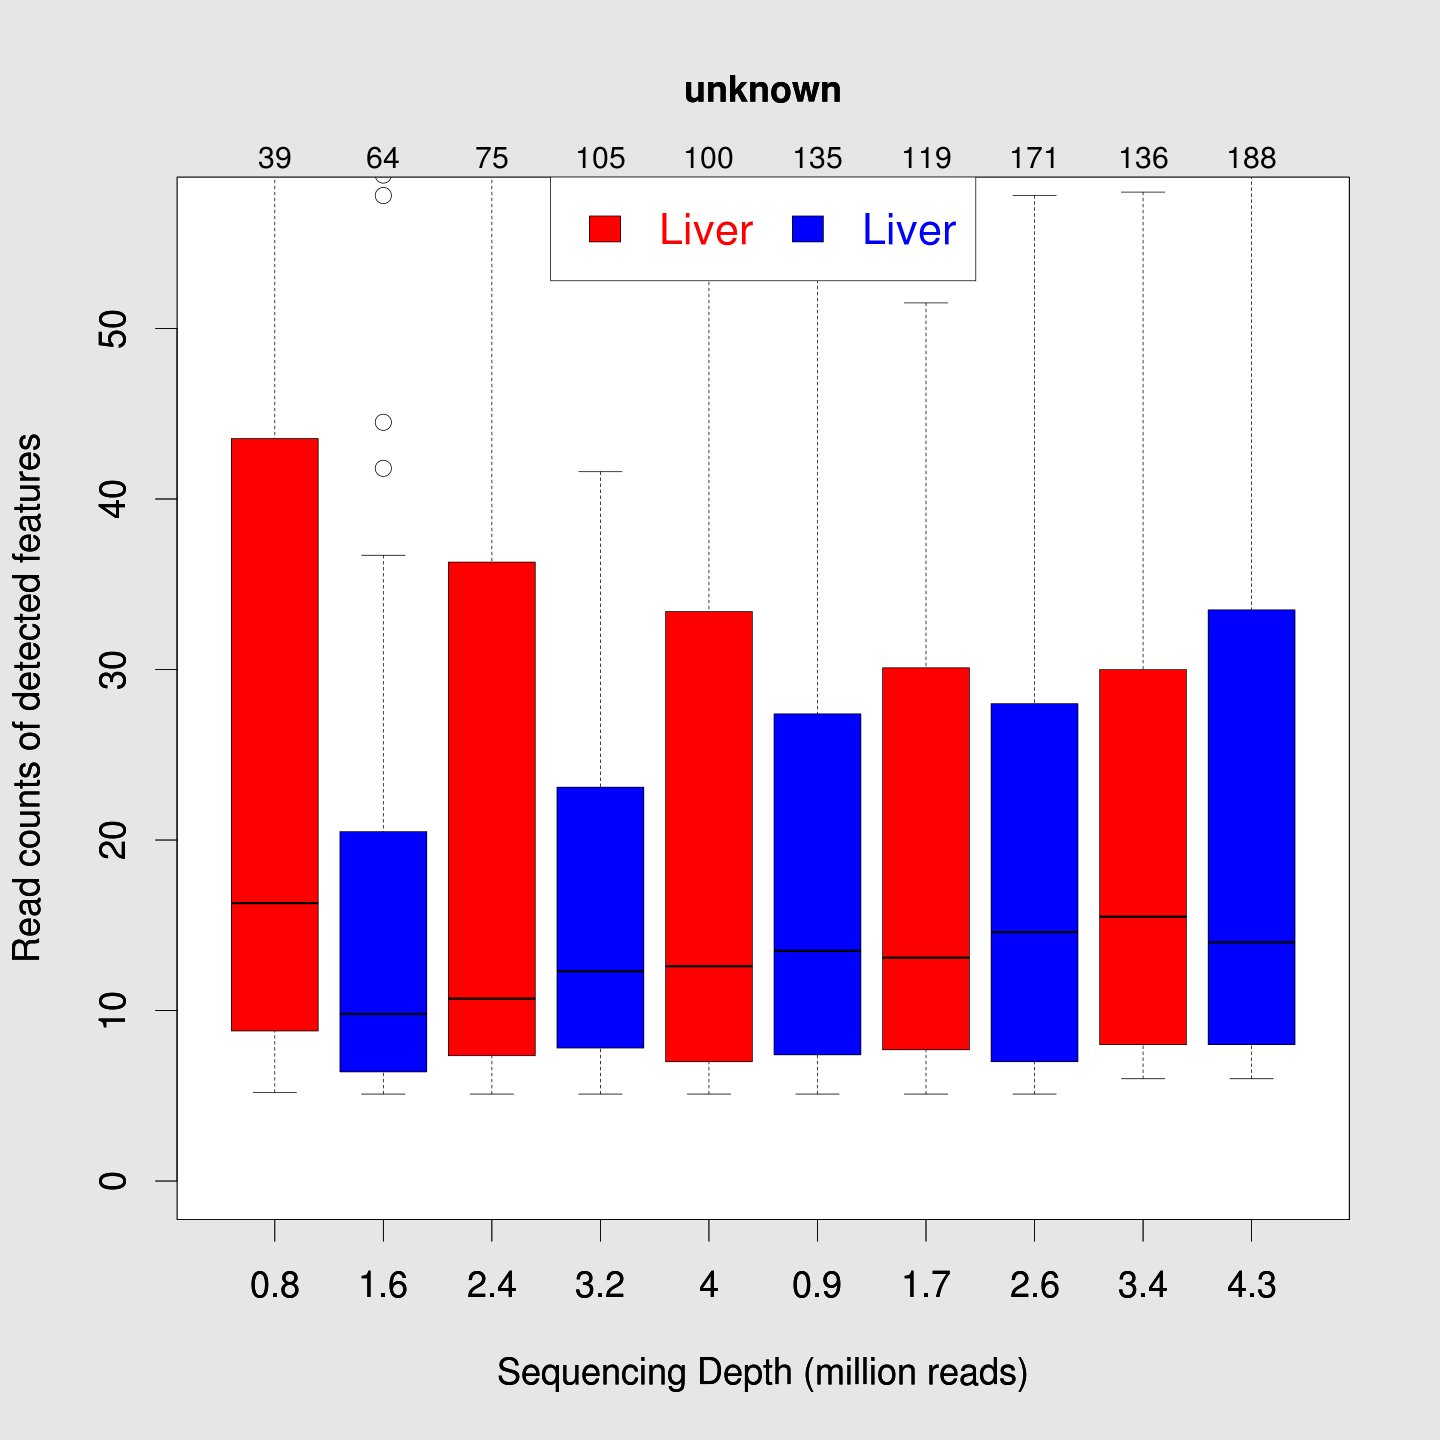 unknown
39 64 75 105 100 135 119 171 136 188
Liver Liver
50
40
30
20
10
0
Read counts of detected features
0.8 1.6 2.4 3.2 4 0.9 1.7 2.6 3.4 4.3
Sequencing Depth (million reads)